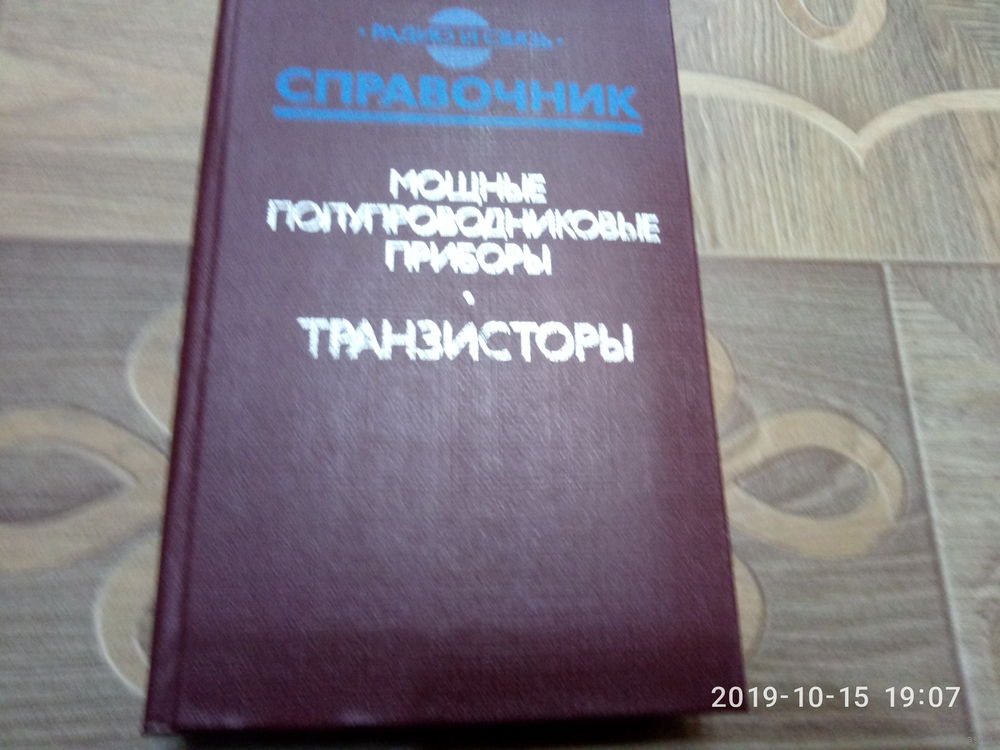 • РАДИО И СВЯЗЬ •
СПРАВОЧНИК
МОЩНЫЕ
ПОЛУПРОВОДНИКОВЫЕ
ПРИБОРЫ
•
ТРАНЗИСТОРЫ
2019-10-15 19:07